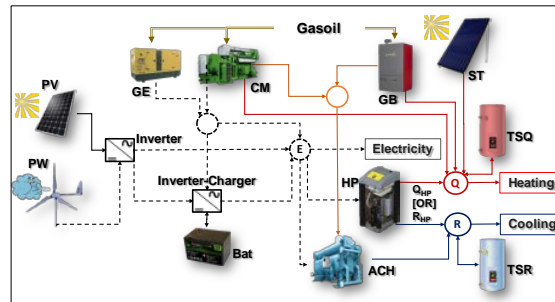 Gasoil
PV
GE
CM
GB
ST
TSQ
Inverter
E
Electricity
PW
Inverter-Charger
HP
Q_HP
[OR]
R_HP
Q
Heating
R
Cooling
Bat
ACH
TSR